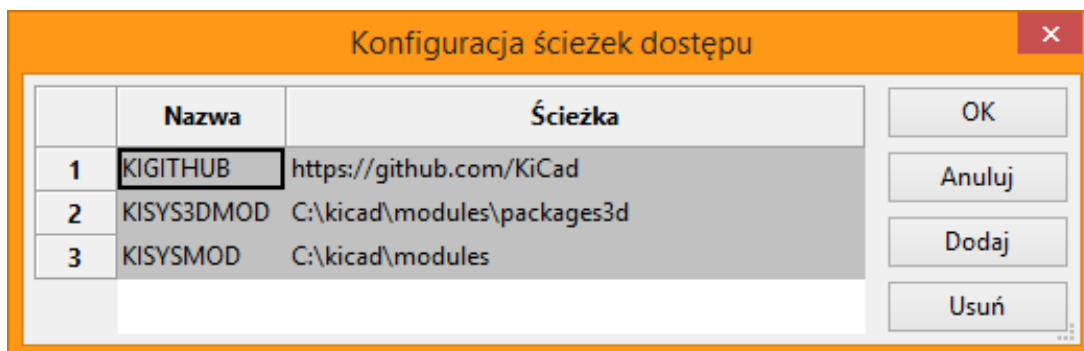 Konfiguracja ścieżek dostępu
Nazwa Ścieżka
1 KIGITHUB https://github.com/KiCad
2 KISYS3DMOD C:\kicad\modules\packages3d
3 KISYSMOD C:\kicad\modules
OK
Anuluj
Dodaj
Usuń